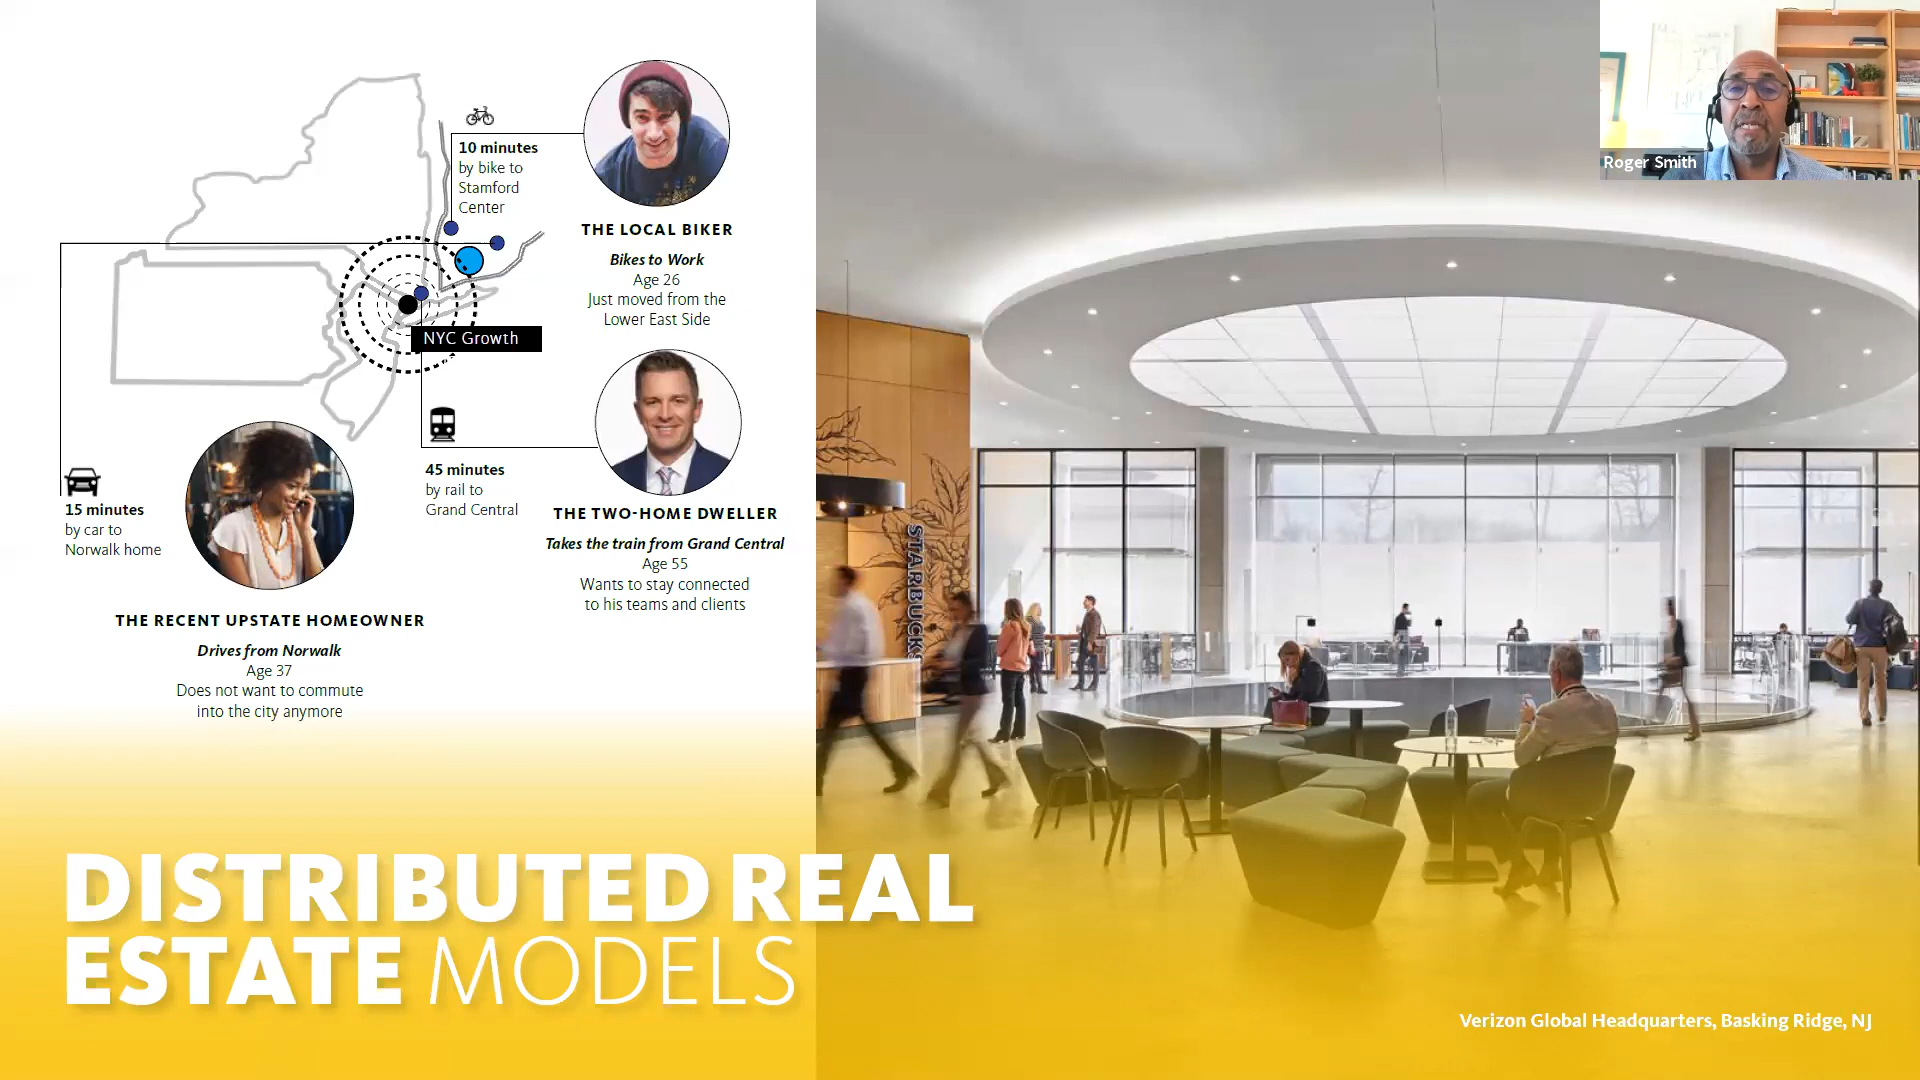 10 minutes
by bike to
Stamford
Center
THE LOCAL BIKER
Bikes to Work
Age 26
Just moved from the
Lower East Side
NYC Growth
45 minutes
by rail to
Grand Central
THE TWO-HOME DWELLER
Takes the train from Grand Central
Age 55
Wants to stay connected
to his teams and clients
15 minutes
by car to
Norwalk home
THE RECENT UPSTATE HOMEOWNER
Drives from Norwalk
Age 37
Does not want to commute
into the city anymore
DISTRIBUTED REAL
ESTATE MODELS
Roger Smith
STARBUCKS
Verizon Global Headquarters, Basking Ridge, NJ